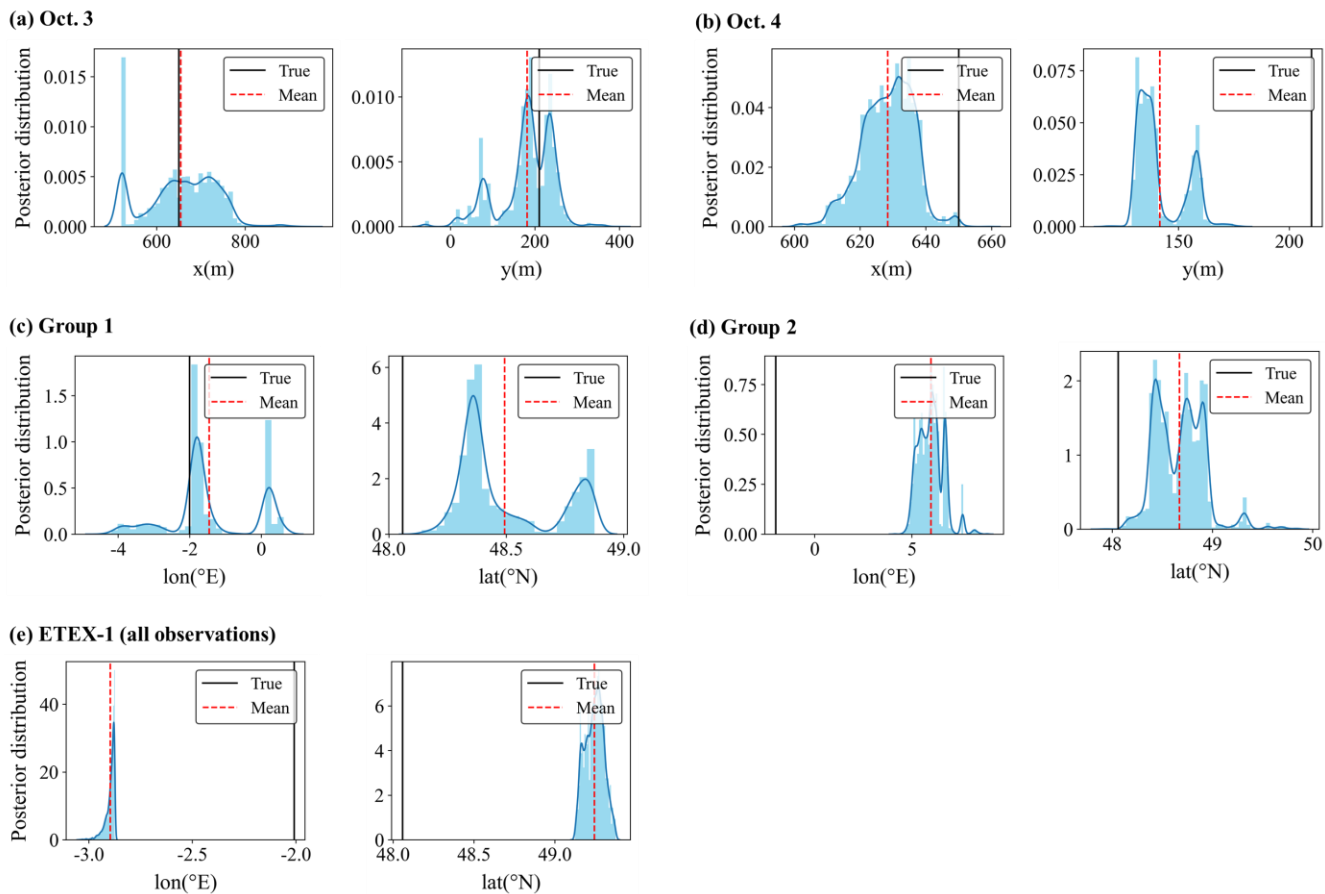 (a) Oct. 3
Posterior distribution
0.015
0.010
0.005
0.000
600 800
x(m)
True
Mean
0.010
0.005
0.000
0 200 400
y(m)
True
Mean
(b) Oct. 4
Posterior distribution
0.04
0.02
0.00
600 620 640 660
x(m)
True
Mean
0.075
0.050
0.025
0.000
150 200
y(m)
True
Mean
(c) Group 1
Posterior distribution
1.5
1.0
0.5
0.0
-4 -2 0
lon(°E)
True
Mean
6
4
2
0
48.0 48.5 49.0
lat(°N)
True
Mean
(d) Group 2
Posterior distribution
0.75
0.50
0.25
0.00
0 5
lon(°E)
True
Mean
2
1
0
48 49 50
lat(°N)
True
Mean
(e) ETEX-1 (all observations)
Posterior distribution
40
20
0
-3.0 -2.5 -2.0
lon(°E)
True
Mean
6
4
2
0
48.0 48.5 49.0
lat(°N)
True
Mean